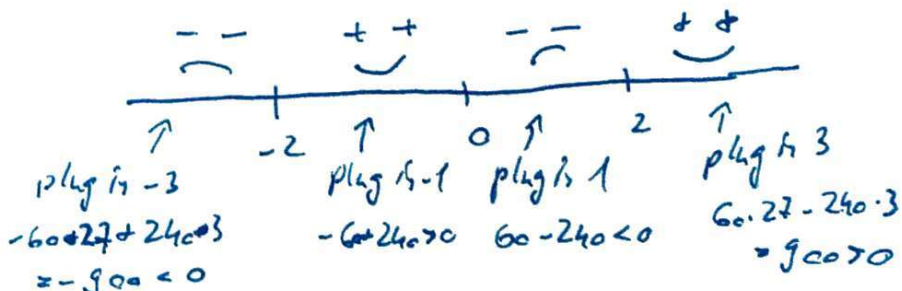 - - + + - - + +
-2 0 2
plug in -3 plug in -1 plug in 1 plug in 3
-60·27+240·3 -60+240>0 60-240<0 60·27-240·3
=-900<0 =900>0